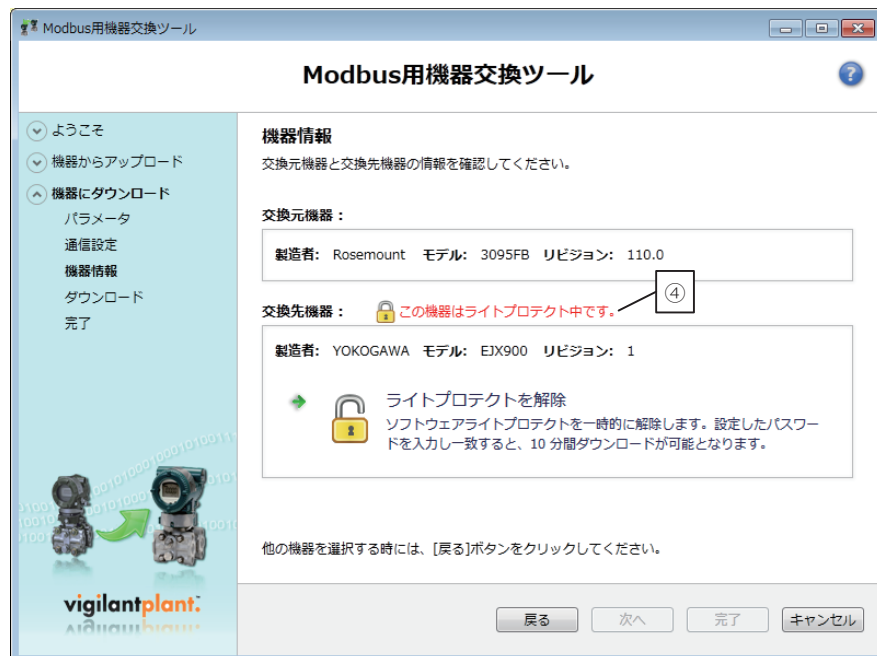 Modbus用機器交換ツール
Modbus用機器交換ツール
?
ようこそ
機器からアップロード
機器にダウンロード
パラメータ
通信設定
機器情報
ダウンロード
完了
機器情報
交換元機器と交換先機器の情報を確認してください。
交換元機器：
製造者: Rosemount モデル: 3095FB リビジョン: 110.0
④
交換先機器： この機器はライトプロテクト中です。
製造者: YOKOGAWA モデル: EJX900 リビジョン: 1
ライトプロテクトを解除
ソフトウェアライトプロテクトを一時的に解除します。設定したパスワー
ドを入力し一致すると、10 分間ダウンロードが可能となります。
他の機器を選択する時には、[戻る]ボタンをクリックしてください。
vigilantplant.™
戻る 次へ 完了 キャンセル